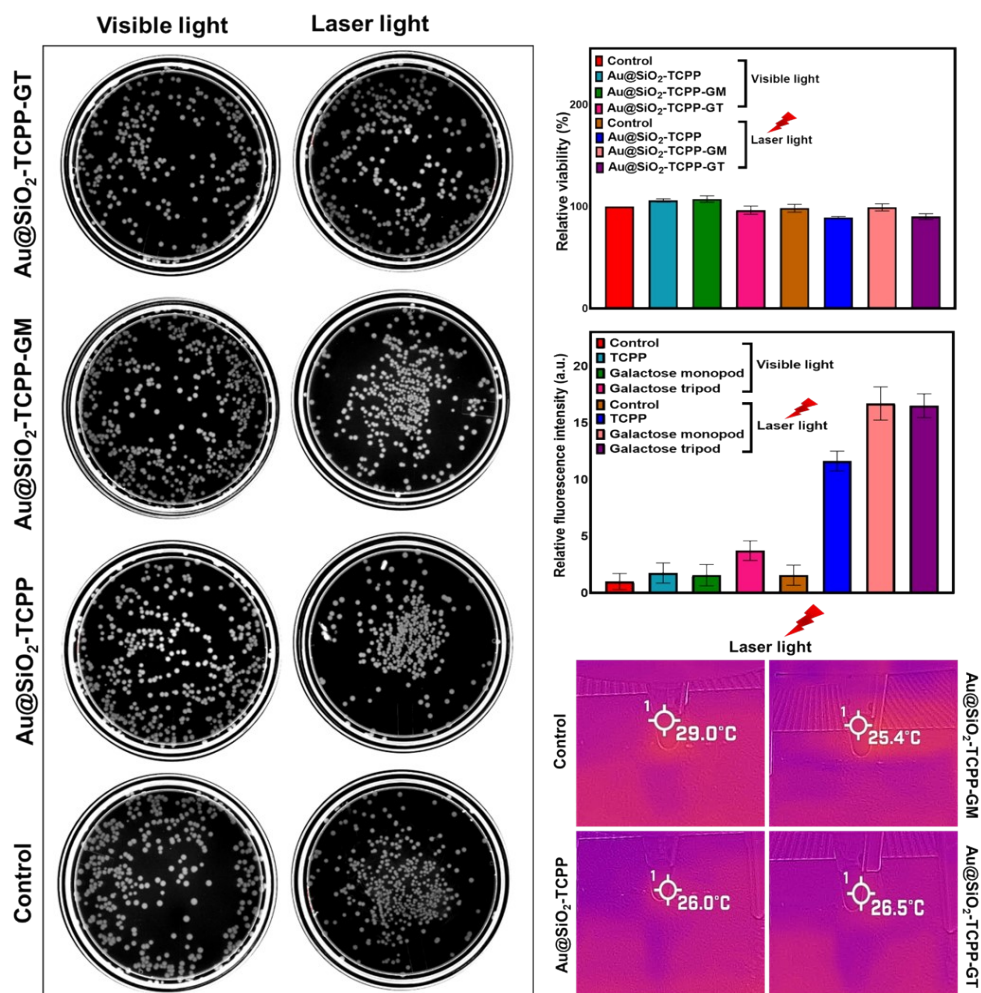 Visible light
Laser light
Au@SiO₂-TCPP-GT
Au@SiO₂-TCPP-GM
Au@SiO₂-TCPP
Control
Relative viability (%)
200
100
0
Control
Au@SiO₂-TCPP
Au@SiO₂-TCPP-GM
Au@SiO₂-TCPP-GT
Visible light
Control
Au@SiO₂-TCPP
Au@SiO₂-TCPP-GM
Au@SiO₂-TCPP-GT
Laser light
Relative fluorescence intensity (a.u.)
20
15
10
5
0
Control
TCPP
Galactose monopod
Galactose tripod
Visible light
Control
TCPP
Galactose monopod
Galactose tripod
Laser light
Laser light
Control
1
29.0°C
1
25.4°C
Au@SiO₂-TCPP-GM
Au@SiO₂-TCPP
1
26.0°C
1
26.5°C
Au@SiO₂-TCPP-GT